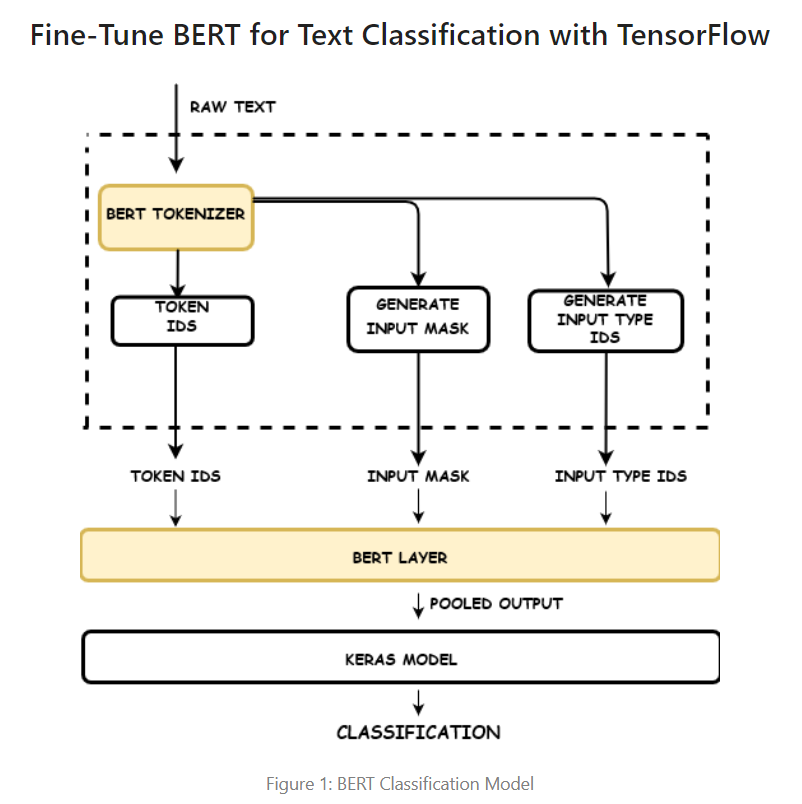 Fine-Tune BERT for Text Classification with TensorFlow
RAW TEXT
BERT TOKENIZER
TOKEN
IDS
GENERATE
INPUT MASK
GENERATE
INPUT TYPE
IDS
TOKEN IDS
INPUT MASK
INPUT TYPE IDS
BERT LAYER
POOLED OUTPUT
KERAS MODEL
CLASSIFICATION
Figure 1: BERT Classification Model